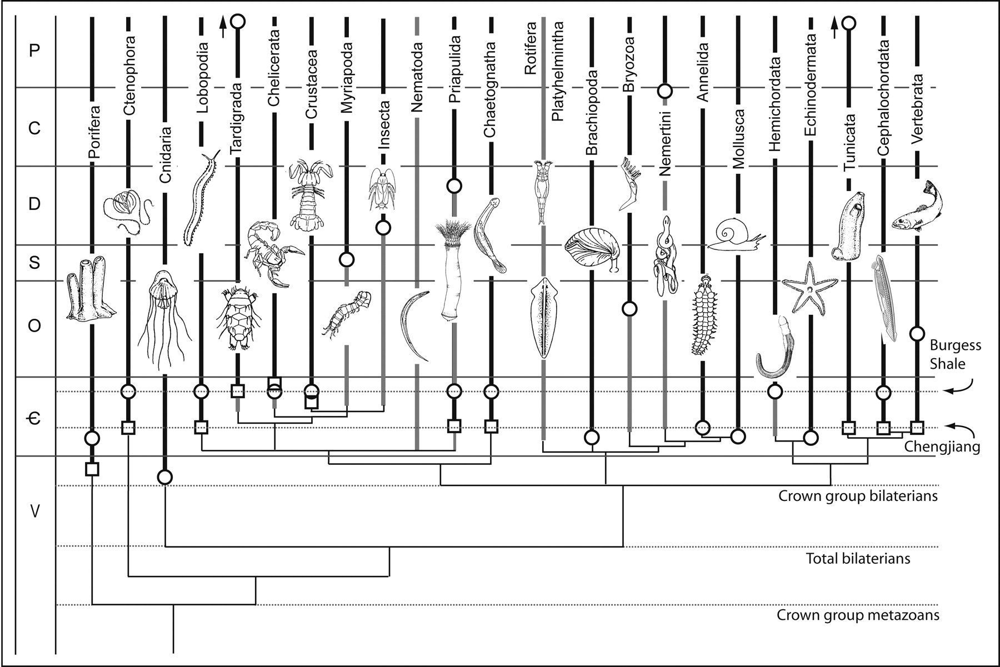 P
C
D
S
O
Ꞓ
V
Porifera
Ctenophora
Cnidaria
Lobopodia
Tardigrada
Chelicerata
Crustacea
Myriapoda
Insecta
Nematoda
Priapulida
Chaetognatha
Rotifera
Platyhelmintha
Brachiopoda
Bryozoa
Nemertini
Annelida
Mollusca
Hemichordata
Echinodermata
Tunicata
Cephalochordata
Vertebrata
Burgess
Shale
Chengjiang
Crown group bilaterians
Total bilaterians
Crown group metazoans